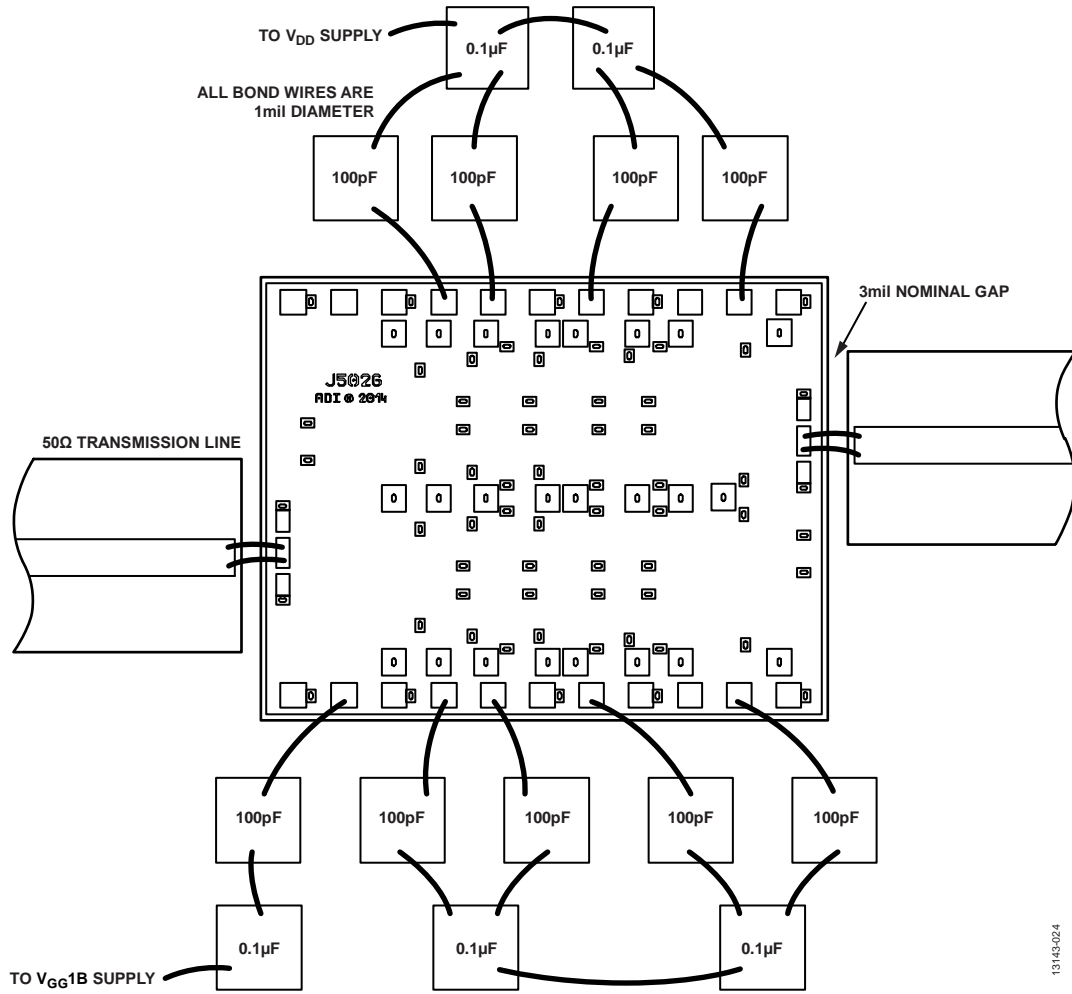 TO VDD SUPPLY
0.1µF
0.1µF
ALL BOND WIRES ARE
1mil DIAMETER
100pF
100pF
100pF
100pF
3mil NOMINAL GAP
J5026
ADI © 2014
50Ω TRANSMISSION LINE
100pF
100pF
100pF
100pF
100pF
0.1µF
0.1µF
0.1µF
TO VGG1B SUPPLY
13143-024